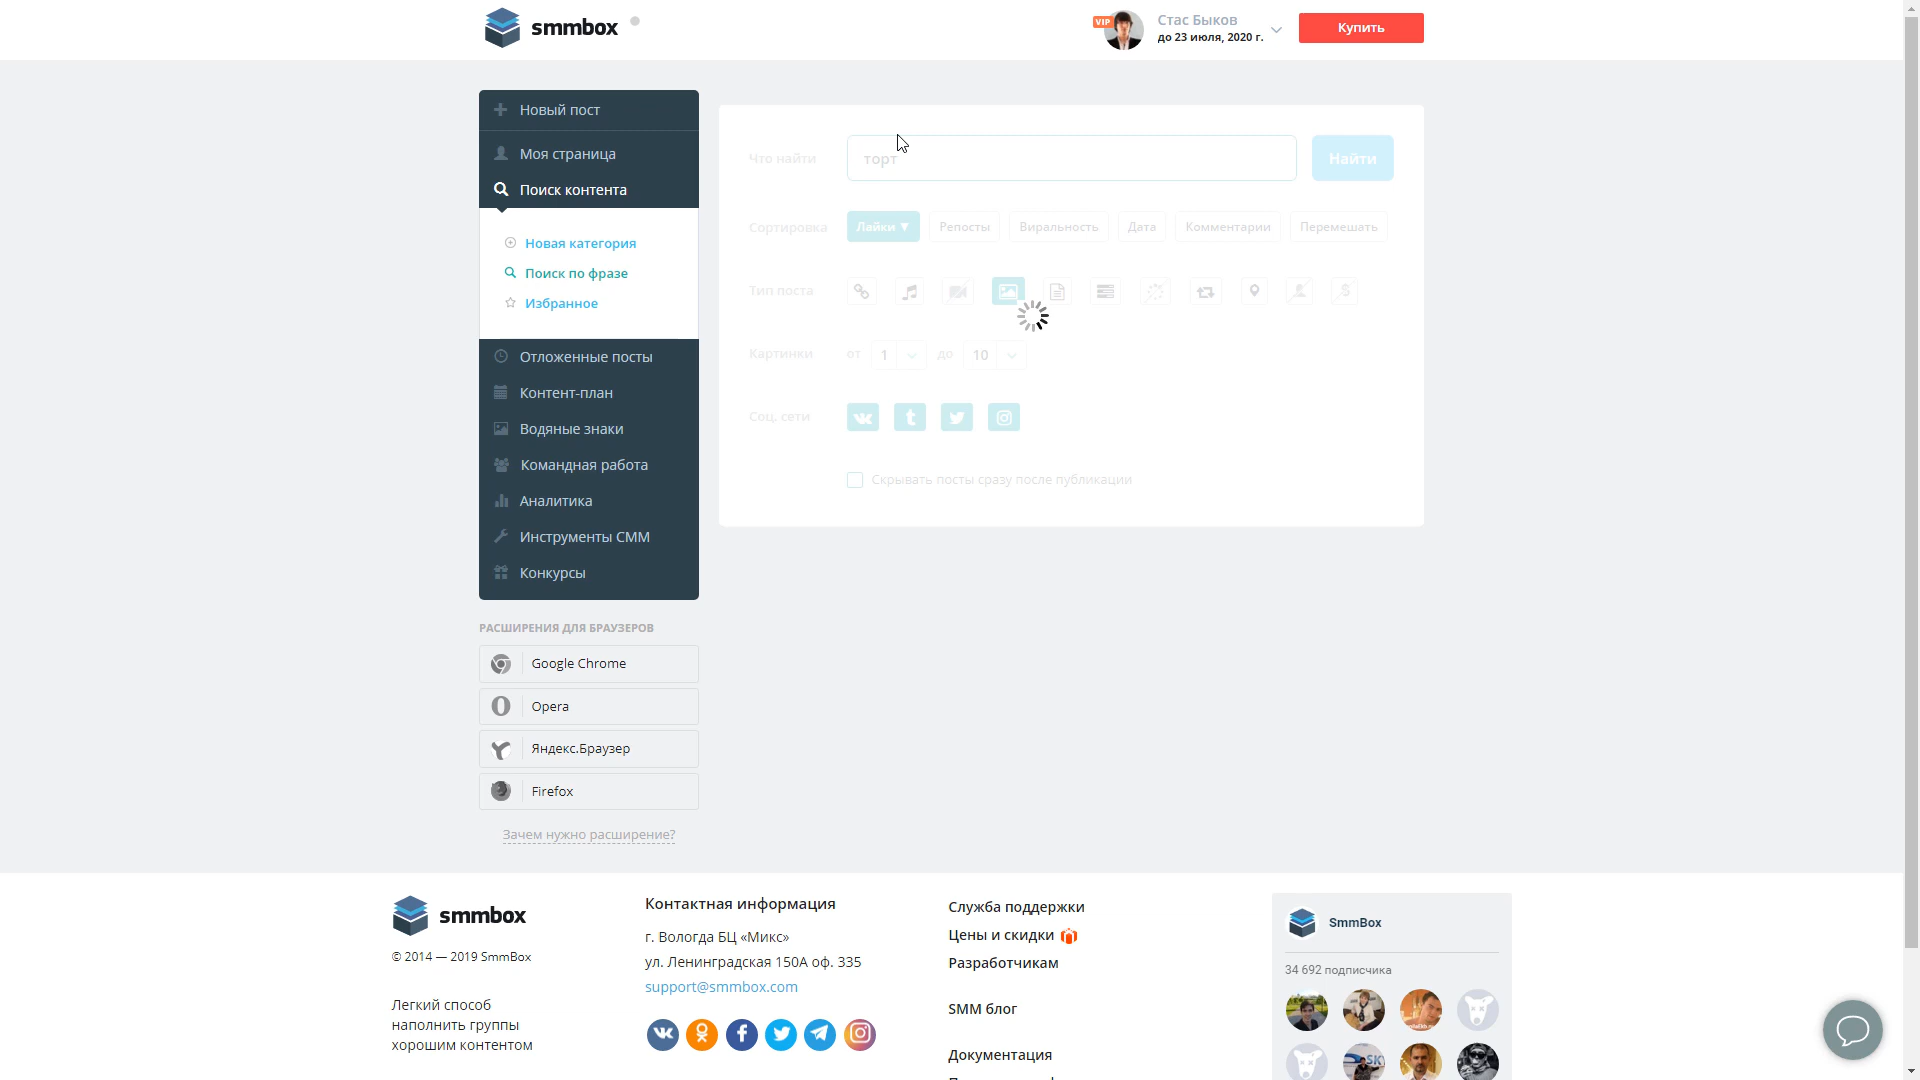 smmbox
VIP
Стас Быков
до 23 июля, 2020 г.
Купить
Новый пост
Моя страница
Поиск контента
Новая категория
Поиск по фразе
Избранное
Отложенные посты
Контент-план
Водяные знаки
Командная работа
Аналитика
Инструменты СММ
Конкурсы
РАСШИРЕНИЯ ДЛЯ БРАУЗЕРОВ
Google Chrome
Opera
Яндекс.Браузер
Firefox
Зачем нужно расширение?
Что найти
торт
Найти
Сортировка
Лайки ▼
Репосты
Виральность
Дата
Комментарии
Перемешать
Тип поста
Картинки
от 1 до 10
Соц. сети
Скрывать посты сразу после публикации
smmbox
© 2014 — 2019 SmmBox
Легкий способ
наполнить группы
хорошим контентом
Контактная информация
г. Вологда БЦ «Микс»
ул. Ленинградская 150А оф. 335
support@smmbox.com
Служба поддержки
Цены и скидки
Разработчикам
SMM блог
Документация
SmmBox
34 692 подписчика